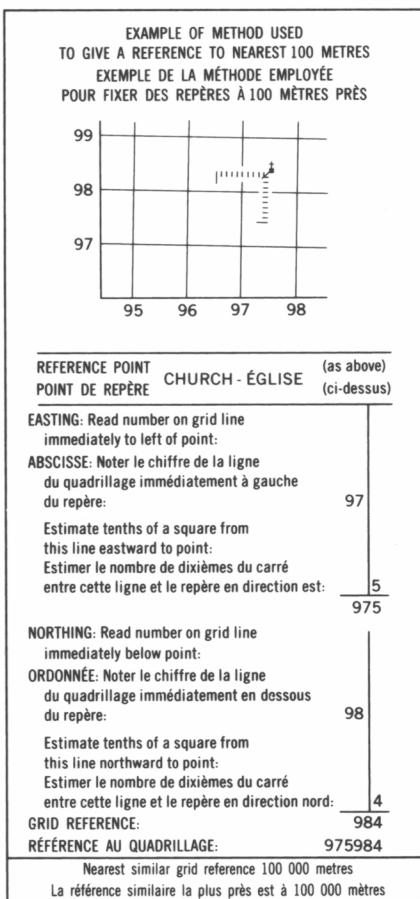 EXAMPLE OF METHOD USED
TO GIVE A REFERENCE TO NEAREST 100 METRES
EXEMPLE DE LA MÉTHODE EMPLOYÉE
POUR FIXER DES REPÈRES À 100 MÈTRES PRÈS
99
98
97
95 96 97 98
REFERENCE POINT
POINT DE REPÈRE
CHURCH - ÉGLISE
(as above)
(ci-dessus)
EASTING: Read number on grid line
immediately to left of point:
ABSCISSE: Noter le chiffre de la ligne
du quadrillage immédiatement à gauche
du repère: 97
Estimate tenths of a square from
this line eastward to point:
Estimer le nombre de dixièmes du carré
entre cette ligne et le repère en direction est: 5
975
NORTHING: Read number on grid line
immediately below point:
ORDONNÉE: Noter le chiffre de la ligne
du quadrillage immédiatement en dessous
du repère: 98
Estimate tenths of a square from
this line northward to point:
Estimer le nombre de dixièmes du carré
entre cette ligne et le repère en direction nord: 4
GRID REFERENCE: 984
RÉFÉRENCE AU QUADRILLAGE: 975984
Nearest similar grid reference 100 000 metres
La référence similaire la plus près est à 100 000 mètres